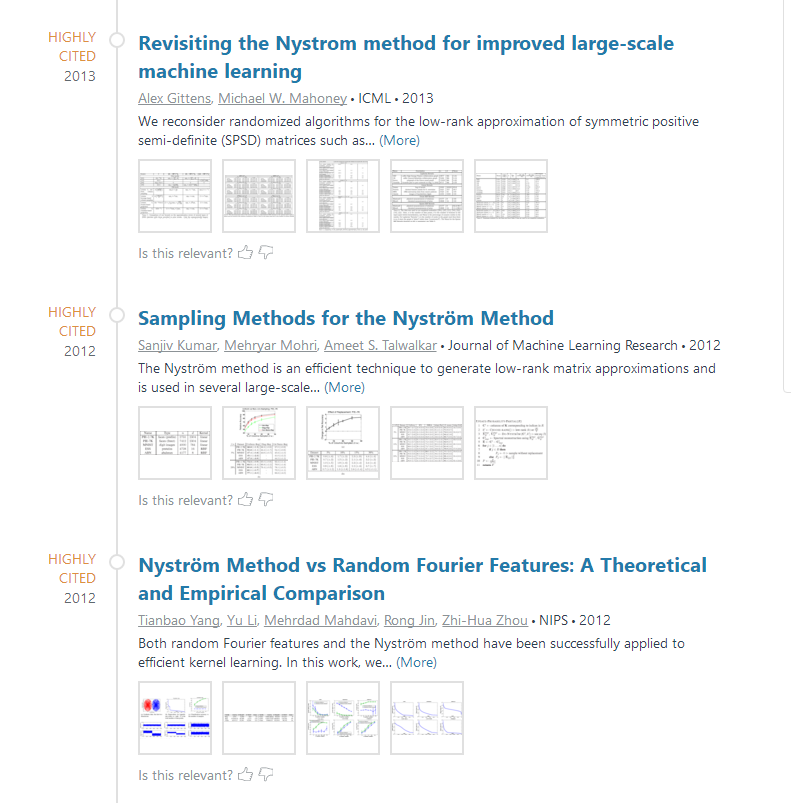 HIGHLY
CITED
2013
Revisiting the Nystrom method for improved large-scale
machine learning
Alex Gittens, Michael W. Mahoney • ICML • 2013
We reconsider randomized algorithms for the low-rank approximation of symmetric positive
semi-definite (SPSD) matrices such as... (More)
Is this relevant?
HIGHLY
CITED
2012
Sampling Methods for the Nyström Method
Sanjiv Kumar, Mehryar Mohri, Ameet S. Talwalkar • Journal of Machine Learning Research • 2012
The Nyström method is an efficient technique to generate low-rank matrix approximations and
is used in several large-scale... (More)
Is this relevant?
HIGHLY
CITED
2012
Nyström Method vs Random Fourier Features: A Theoretical
and Empirical Comparison
Tianbao Yang, Yu Li, Mehrdad Mahdavi, Rong Jin, Zhi-Hua Zhou • NIPS • 2012
Both random Fourier features and the Nyström method have been successfully applied to
efficient kernel learning. In this work, we... (More)
Is this relevant?